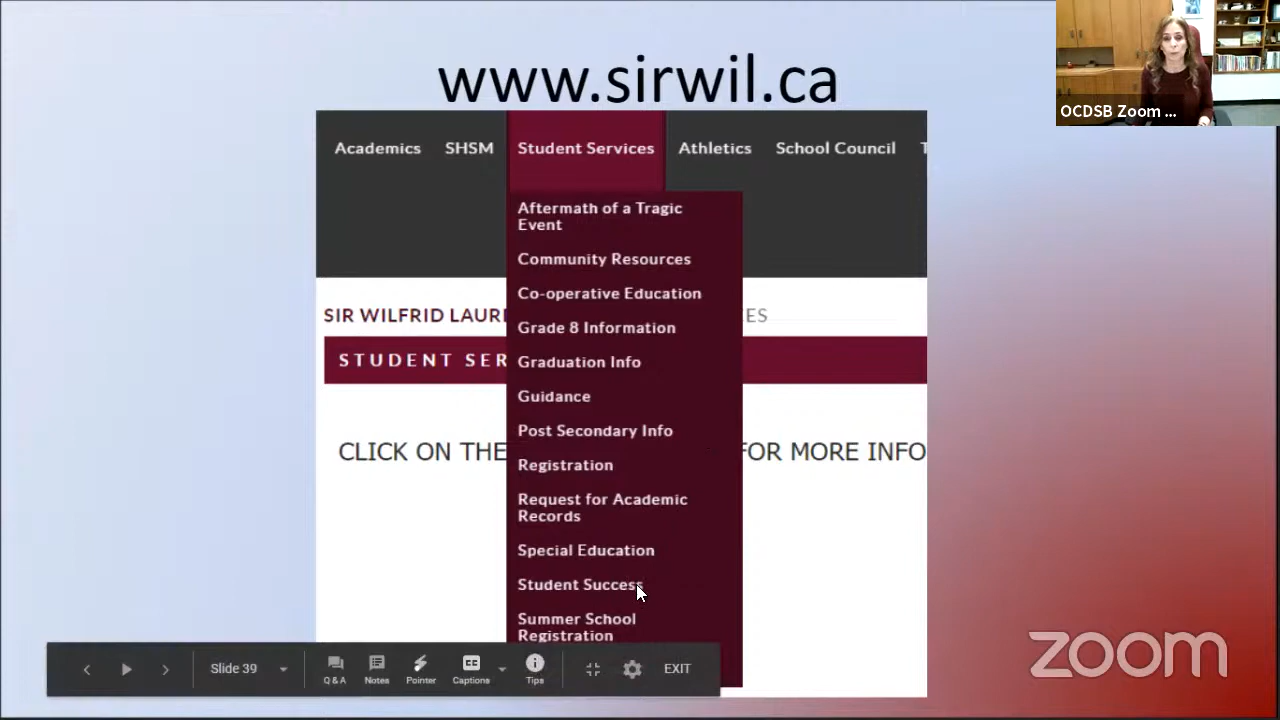 www.sirwil.ca
OCDSB Zoom ...
Academics SHSM Student Services Athletics School Council
Aftermath of a Tragic
Event
Community Resources
Co-operative Education
SIR WILFRID LAURI ES
Grade 8 Information
STUDENT SER
Graduation Info
Guidance
Post Secondary Info
CLICK ON THE FOR MORE INFO
Registration
Request for Academic
Records
Special Education
Student Success
Summer School
Registration
Slide 39
Q & A Notes Pointer Captions Tips EXIT
CC
zoom